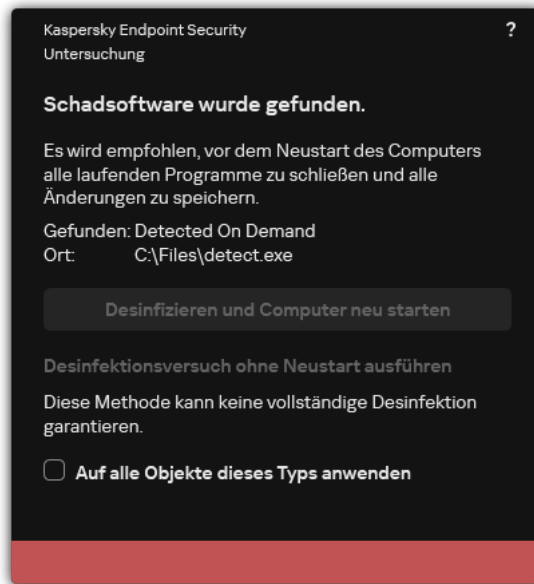 Kaspersky Endpoint Security
?
Untersuchung
Schadsoftware wurde gefunden.
Es wird empfohlen, vor dem Neustart des Computers
alle laufenden Programme zu schließen und alle
Änderungen zu speichern.
Gefunden: Detected On Demand
Ort: C:\Files\detect.exe
Desinfizieren und Computer neu starten
Desinfektionsversuch ohne Neustart ausführen
Diese Methode kann keine vollständige Desinfektion
garantieren.
Auf alle Objekte dieses Typs anwenden